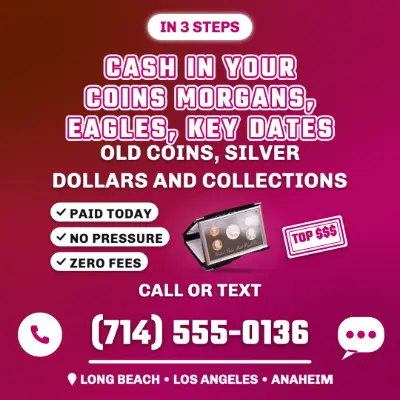 IN 3 STEPS
CASH IN YOUR
COINS MORGANS,
EAGLES, KEY DATES
OLD COINS, SILVER
DOLLARS AND COLLECTIONS
PAID TODAY
NO PRESSURE
ZERO FEES
TOP $$$
CALL OR TEXT
(714) 555-0136
LONG BEACH • LOS ANGELES • ANAHEIM